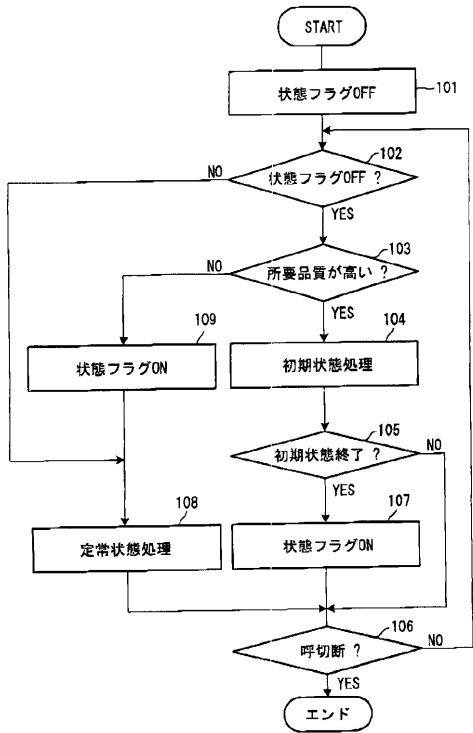 START
状態フラグOFF
101
102
NO
状態フラグOFF ?
YES
103
NO
所要品質が高い ?
YES
109
104
状態フラグON
初期状態処理
105
初期状態終了 ?
NO
YES
108
107
定常状態処理
状態フラグON
106
呼切断 ?
NO
YES
エンド